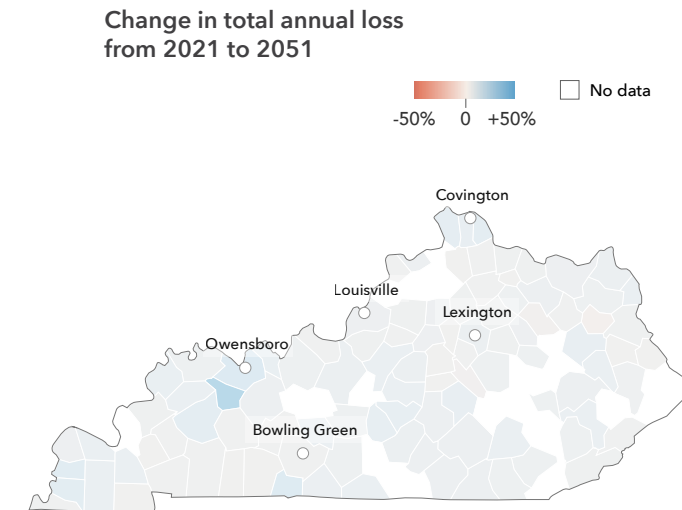 Change in total annual loss
from 2021 to 2051
No data
-50% 0 +50%
Covington
Louisville
Lexington
Owensboro
Bowling Green